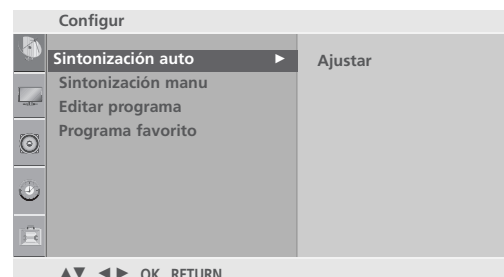 Configur
Sintonización auto ► Ajustar
Sintonización manu
Editar programa
Programa favorito
▲▼ ◄► OK RETURN